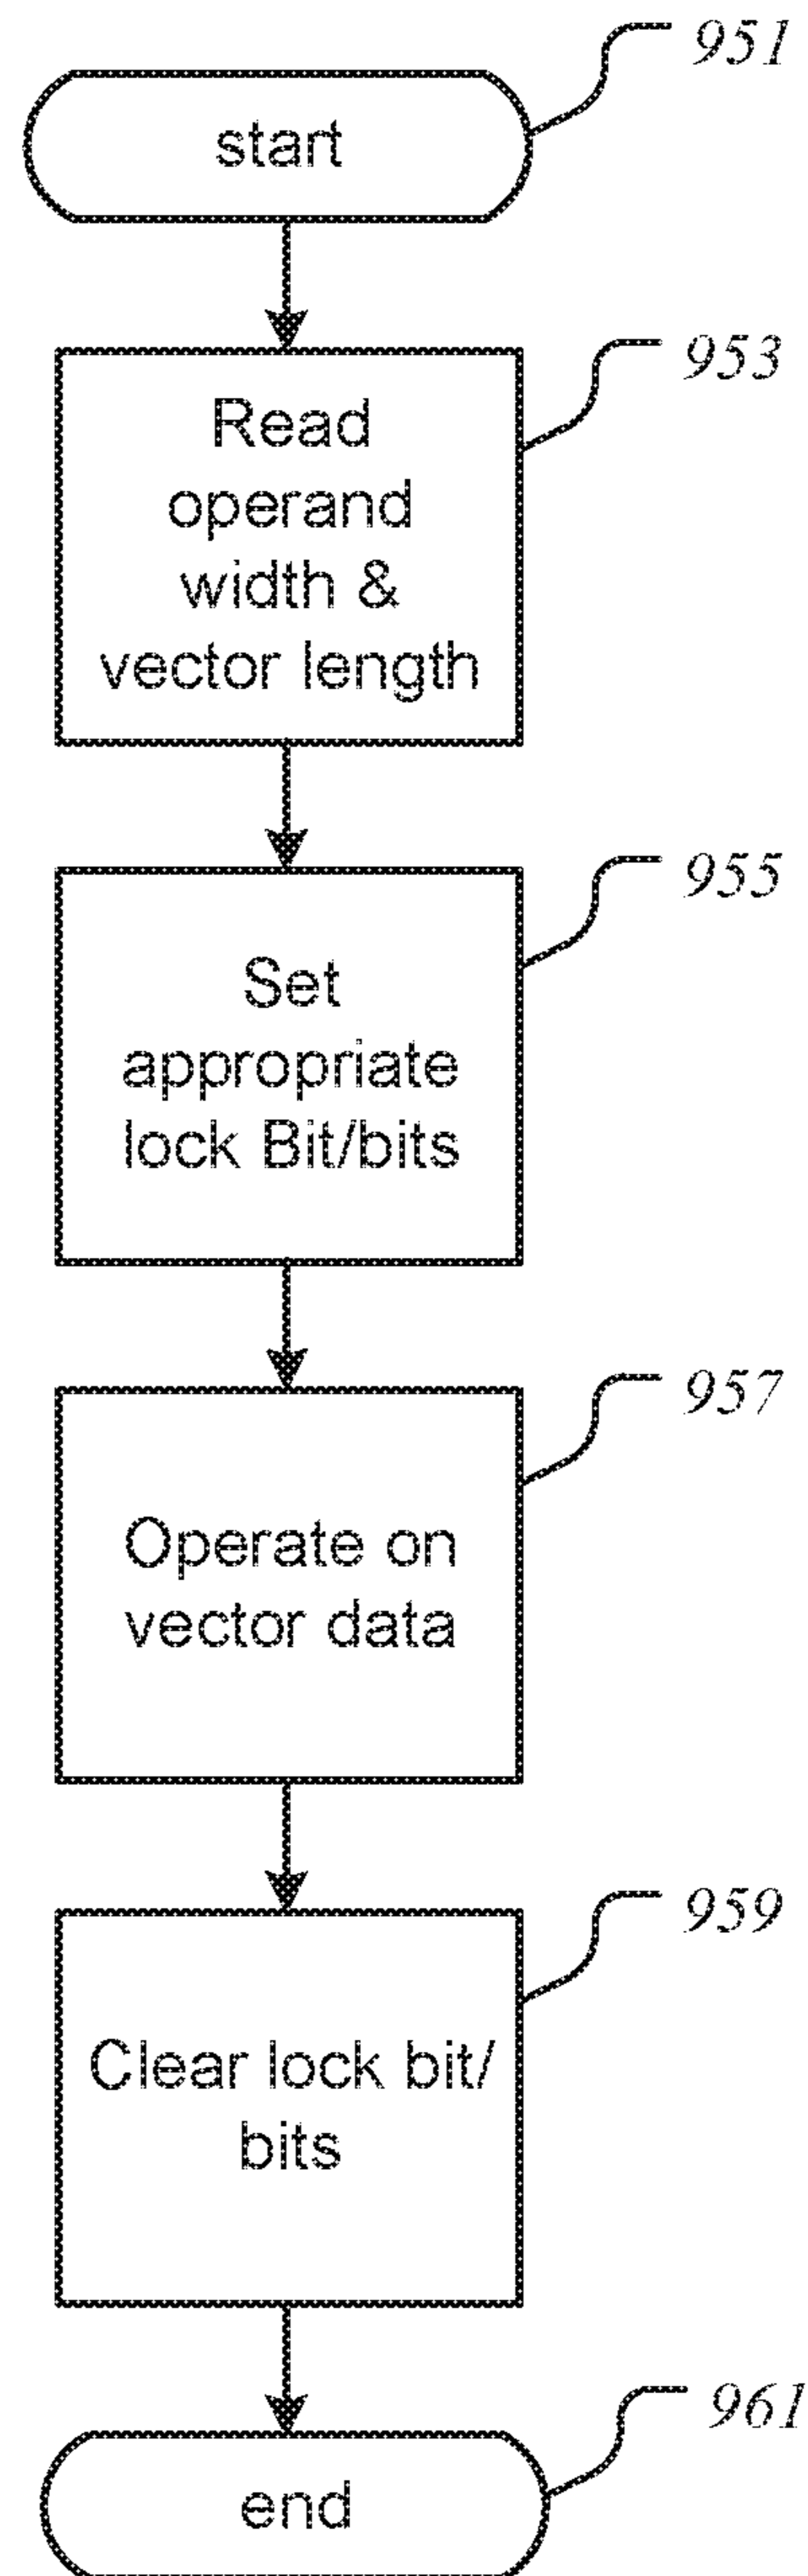 951
start
953
Read
operand
width &
vector length
955
Set
appropriate
lock Bit/bits
957
Operate on
vector data
959
Clear lock bit/
bits
961
end